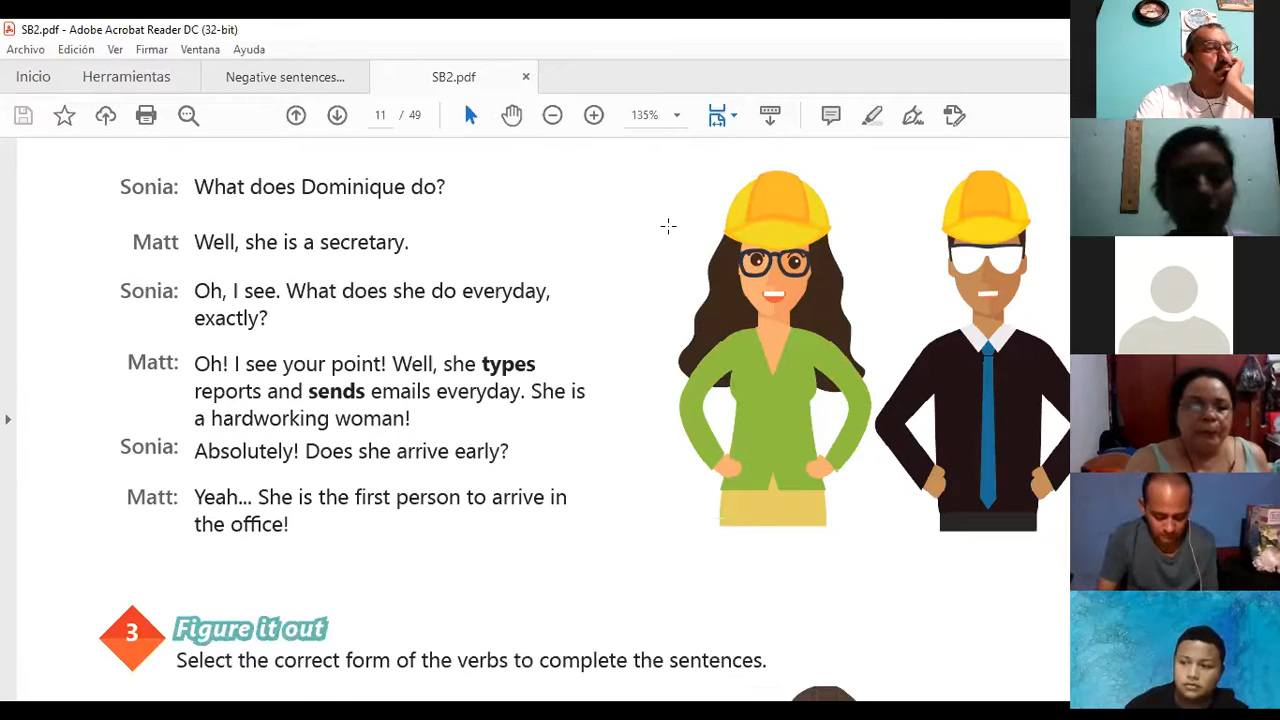 SB2.pdf - Adobe Acrobat Reader DC (32-bit)
Archivo Edición Ver Firmar Ventana Ayuda
Inicio Herramientas Negative sentences... SB2.pdf ×
11 / 49 135%
Sonia: What does Dominique do?
Matt Well, she is a secretary.
Sonia: Oh, I see. What does she do everyday,
exactly?
Matt: Oh! I see your point! Well, she types
reports and sends emails everyday. She is
a hardworking woman!
Sonia: Absolutely! Does she arrive early?
Matt: Yeah... She is the first person to arrive in
the office!
3 Figure it out
Select the correct form of the verbs to complete the sentences.